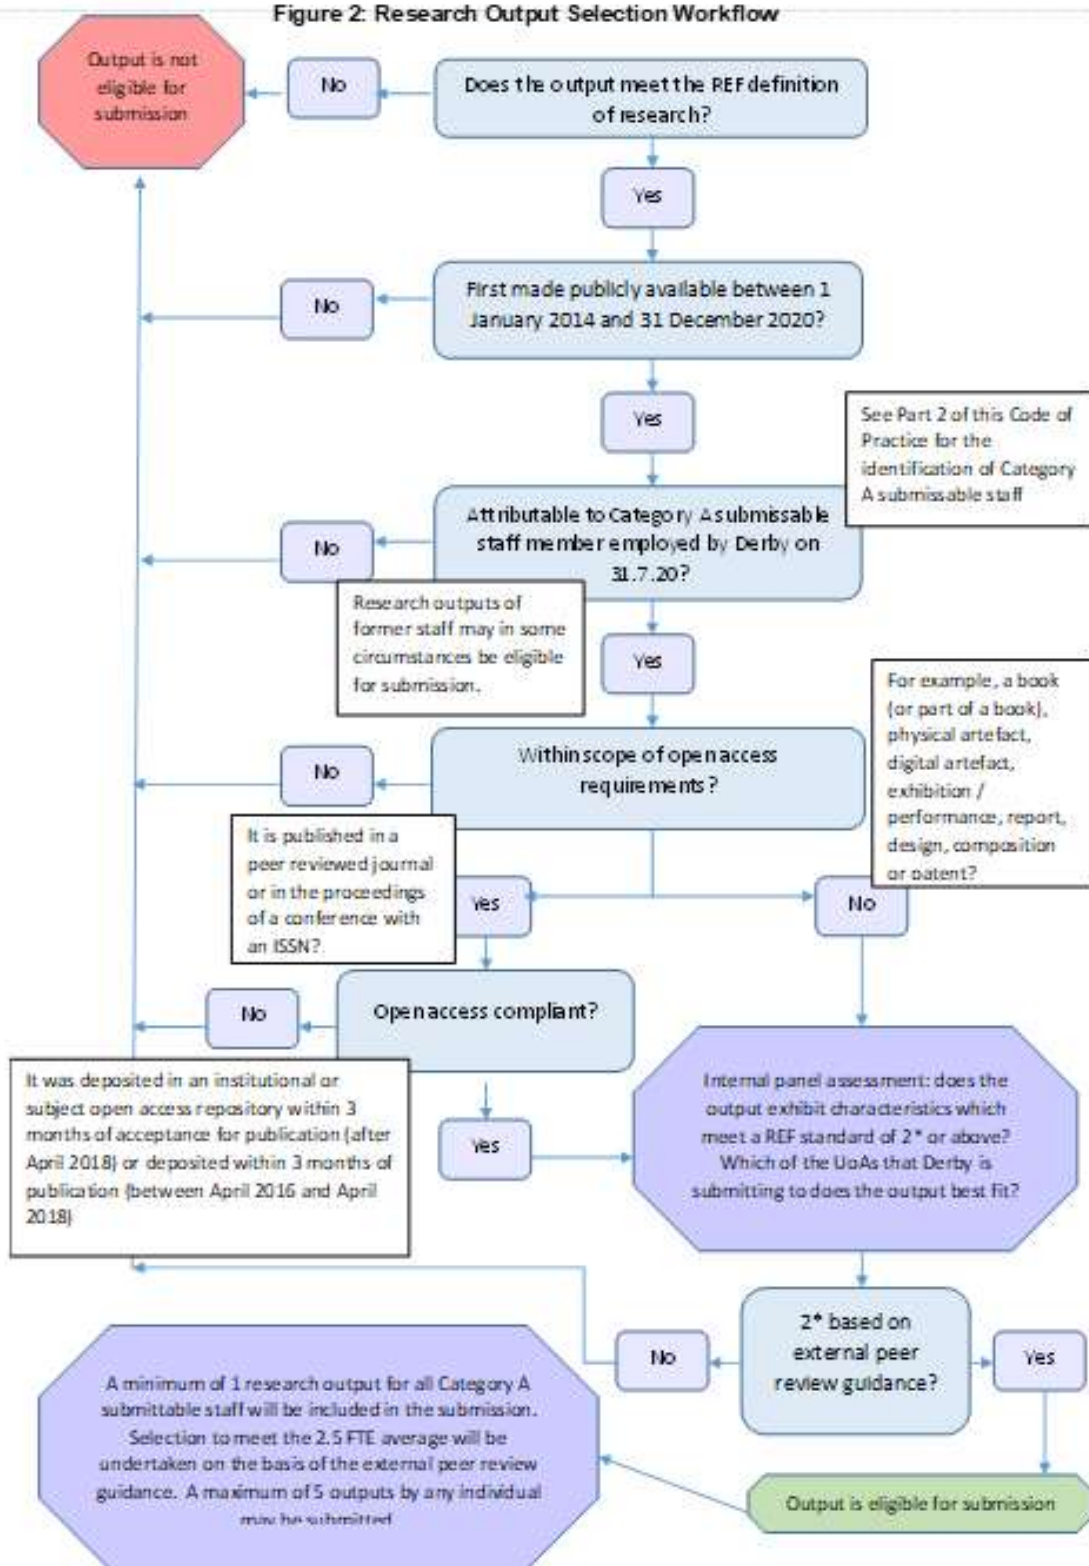 Figure 2: Research Output Selection Workflow
Output is not
eligible for
submission
No
Does the output meet the REF definition
of research?
Yes
First made publicly available between 1
January 2014 and 31 December 2020?
No
Yes
See Part 2 of this Code of
Practice for the
identification of Category
A submissable staff
Attributable to Category A submissable
staff member employed by Derby on
31.7.20?
No
Research outputs of
former staff may in some
circumstances be eligible
for submission.
Yes
For example, a book
(or part of a book),
physical artefact,
digital artefact,
exhibition /
performance, report,
design, composition
or patent?
Within scope of open access
requirements?
No
It is published in a
peer reviewed journal
or in the proceedings
of a conference with
an ISSN?
Yes
No
Open access compliant?
No
It was deposited in an institutional or
subject open access repository within 3
months of acceptance for publication (after
April 2018) or deposited within 3 months of
publication (between April 2016 and April
2018)
Yes
Internal panel assessment: does the
output exhibit characteristics which
meet a REF standard of 2* or above?
Which of the UoAs that Derby is
submitting to does the output best fit?
2* based on
external peer
review guidance?
No
Yes
A minimum of 1 research output for all Category A
submittable staff will be included in the submission.
Selection to meet the 2.5 FTE average will be
undertaken on the basis of the external peer review
guidance. A maximum of 5 outputs by any individual
may be submitted
Output is eligible for submission